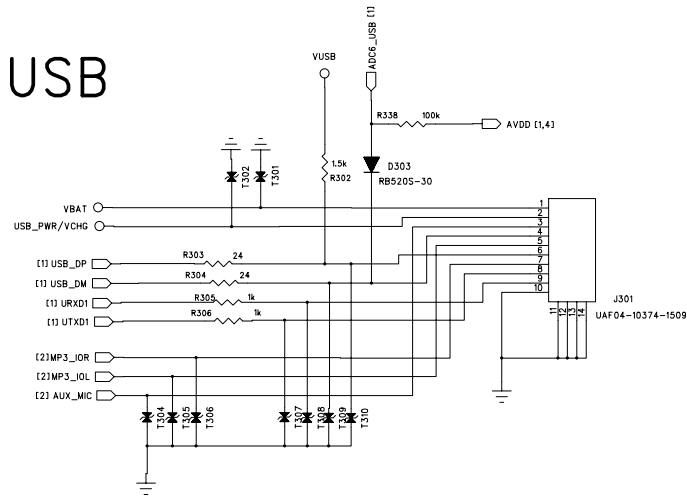 USB
VUSB
ADC6_USB [1]
R338 100k
AVDD [1,4]
T302
T301
1.5k
R302
D303
RB520S-30
VBAT
USB_PWR/VCHG
[1] USB_DP
R303 24
[1] USB_DM
R304 24
[1] URXD1
R305 1k
[1] UTXD1
R306 1k
[2]MP3_IOR
[2]MP3_IOL
[2] AUX_MIC
1
2
3
4
5
6
7
8
9
10
11
12
13
14
J301
UAF04-10374-1509
T304
T305
T306
T307
T308
T309
T310